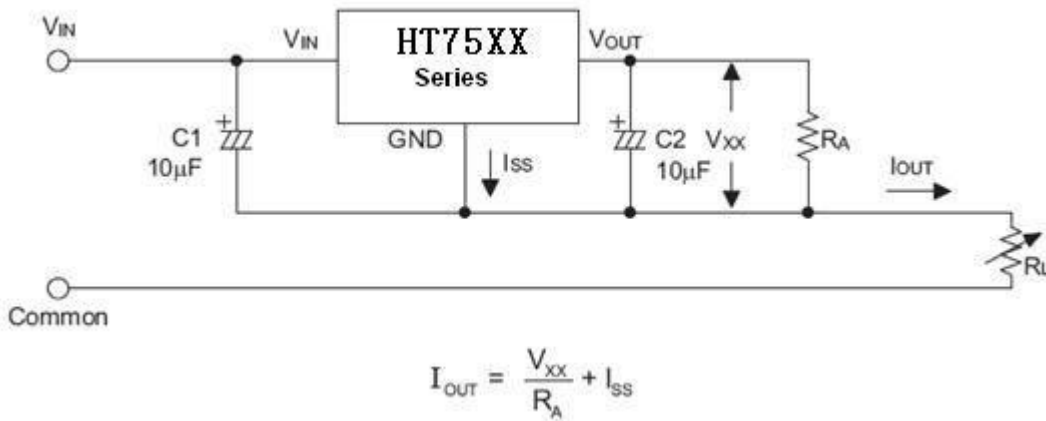 VIN
VIN
HT75XX
Series
VOUT
GND
ISS
+
C1
10μF
+
C2
10μF
VXX
RA
IOUT
RL
Common
IOUT = VXX / RA + ISS